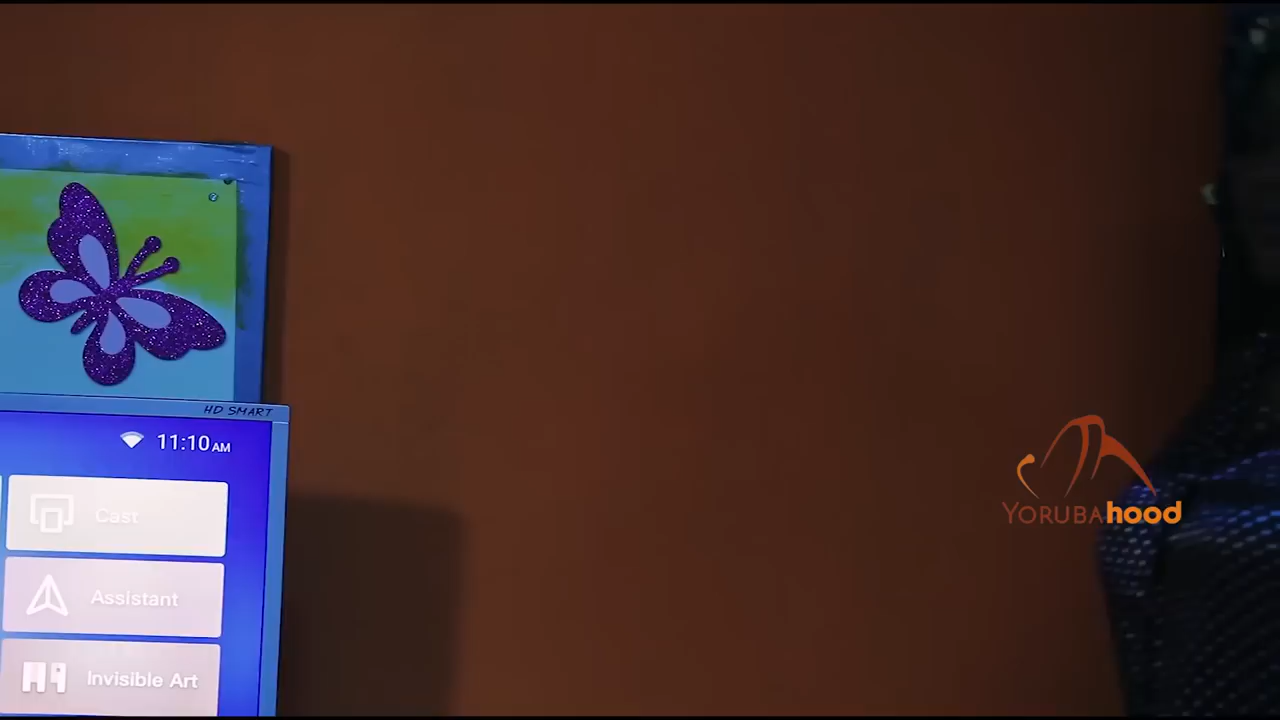 HD SMART
11:10 AM
Cast
Assistant
Invisible Art
YORUBAhood